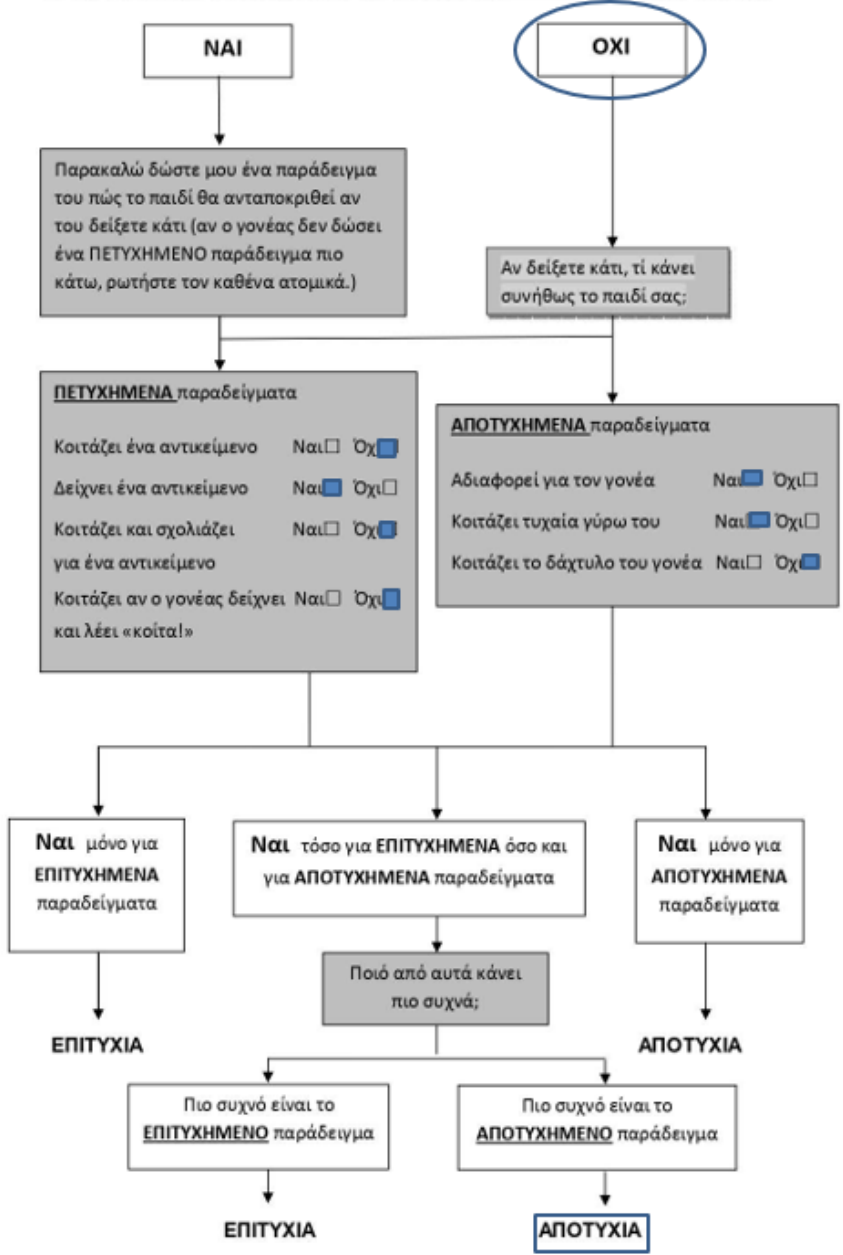 ΝΑΙ
ΟΧΙ
Παρακαλώ δώστε μου ένα παράδειγμα
του πώς το παιδί θα ανταποκριθεί αν
του δείξετε κάτι (αν ο γονέας δεν δώσει
ένα ΠΕΤΥΧΗΜΕΝΟ παράδειγμα πιο
κάτω, ρωτήστε τον καθένα ατομικά.)
Αν δείξετε κάτι, τί κάνει
συνήθως το παιδί σας;
ΠΕΤΥΧΗΜΕΝΑ παραδείγματα
Κοιτάζει ένα αντικείμενο Ναι☐ Όχ
Δείχνει ένα αντικείμενο Ναι Όχι☐
Κοιτάζει και σχολιάζει Ναι☐ Όχι
για ένα αντικείμενο
Κοιτάζει αν ο γονέας δείχνει Ναι☐ Όχι
και λέει «κοίτα!»
ΑΠΟΤΥΧΗΜΕΝΑ παραδείγματα
Αδιαφορεί για τον γονέα Ναι Όχι☐
Κοιτάζει τυχαία γύρω του Ναι Όχι☐
Κοιτάζει το δάχτυλο του γονέα Ναι☐ Όχι
Ναι μόνο για
ΕΠΙΤΥΧΗΜΕΝΑ
παραδείγματα
Ναι τόσο για ΕΠΙΤΥΧΗΜΕΝΑ όσο και
για ΑΠΟΤΥΧΗΜΕΝΑ παραδείγματα
Ναι μόνο για
ΑΠΟΤΥΧΗΜΕΝΑ
παραδείγματα
Ποιό από αυτά κάνει
πιο συχνά;
ΕΠΙΤΥΧΙΑ
ΑΠΟΤΥΧΙΑ
Πιο συχνό είναι το
ΕΠΙΤΥΧΗΜΕΝΟ παράδειγμα
Πιο συχνό είναι το
ΑΠΟΤΥΧΗΜΕΝΟ παράδειγμα
ΕΠΙΤΥΧΙΑ
ΑΠΟΤΥΧΙΑ